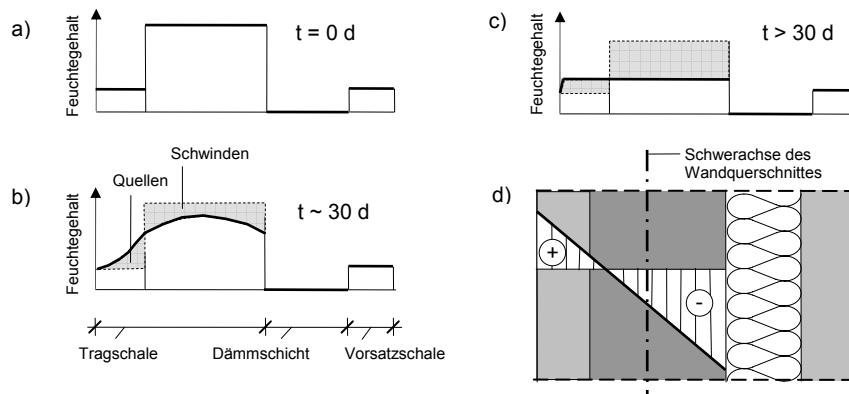 a)
Feuchtegehalt
t = 0 d
b)
Feuchtegehalt
Quellen
Schwinden
t ~ 30 d
Tragschale
Dämmschicht
Vorsatzschale
c)
Feuchtegehalt
t > 30 d
Schwerachse des
Wandquerschnittes
d)
+
-